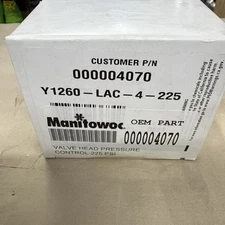 CUSTOMER P/N
000004070
Y1260-LAC-4-225
Manitowoc OEM PART
000004070
VALVE HEAD PRESSURE
CONTROL 225 PSI